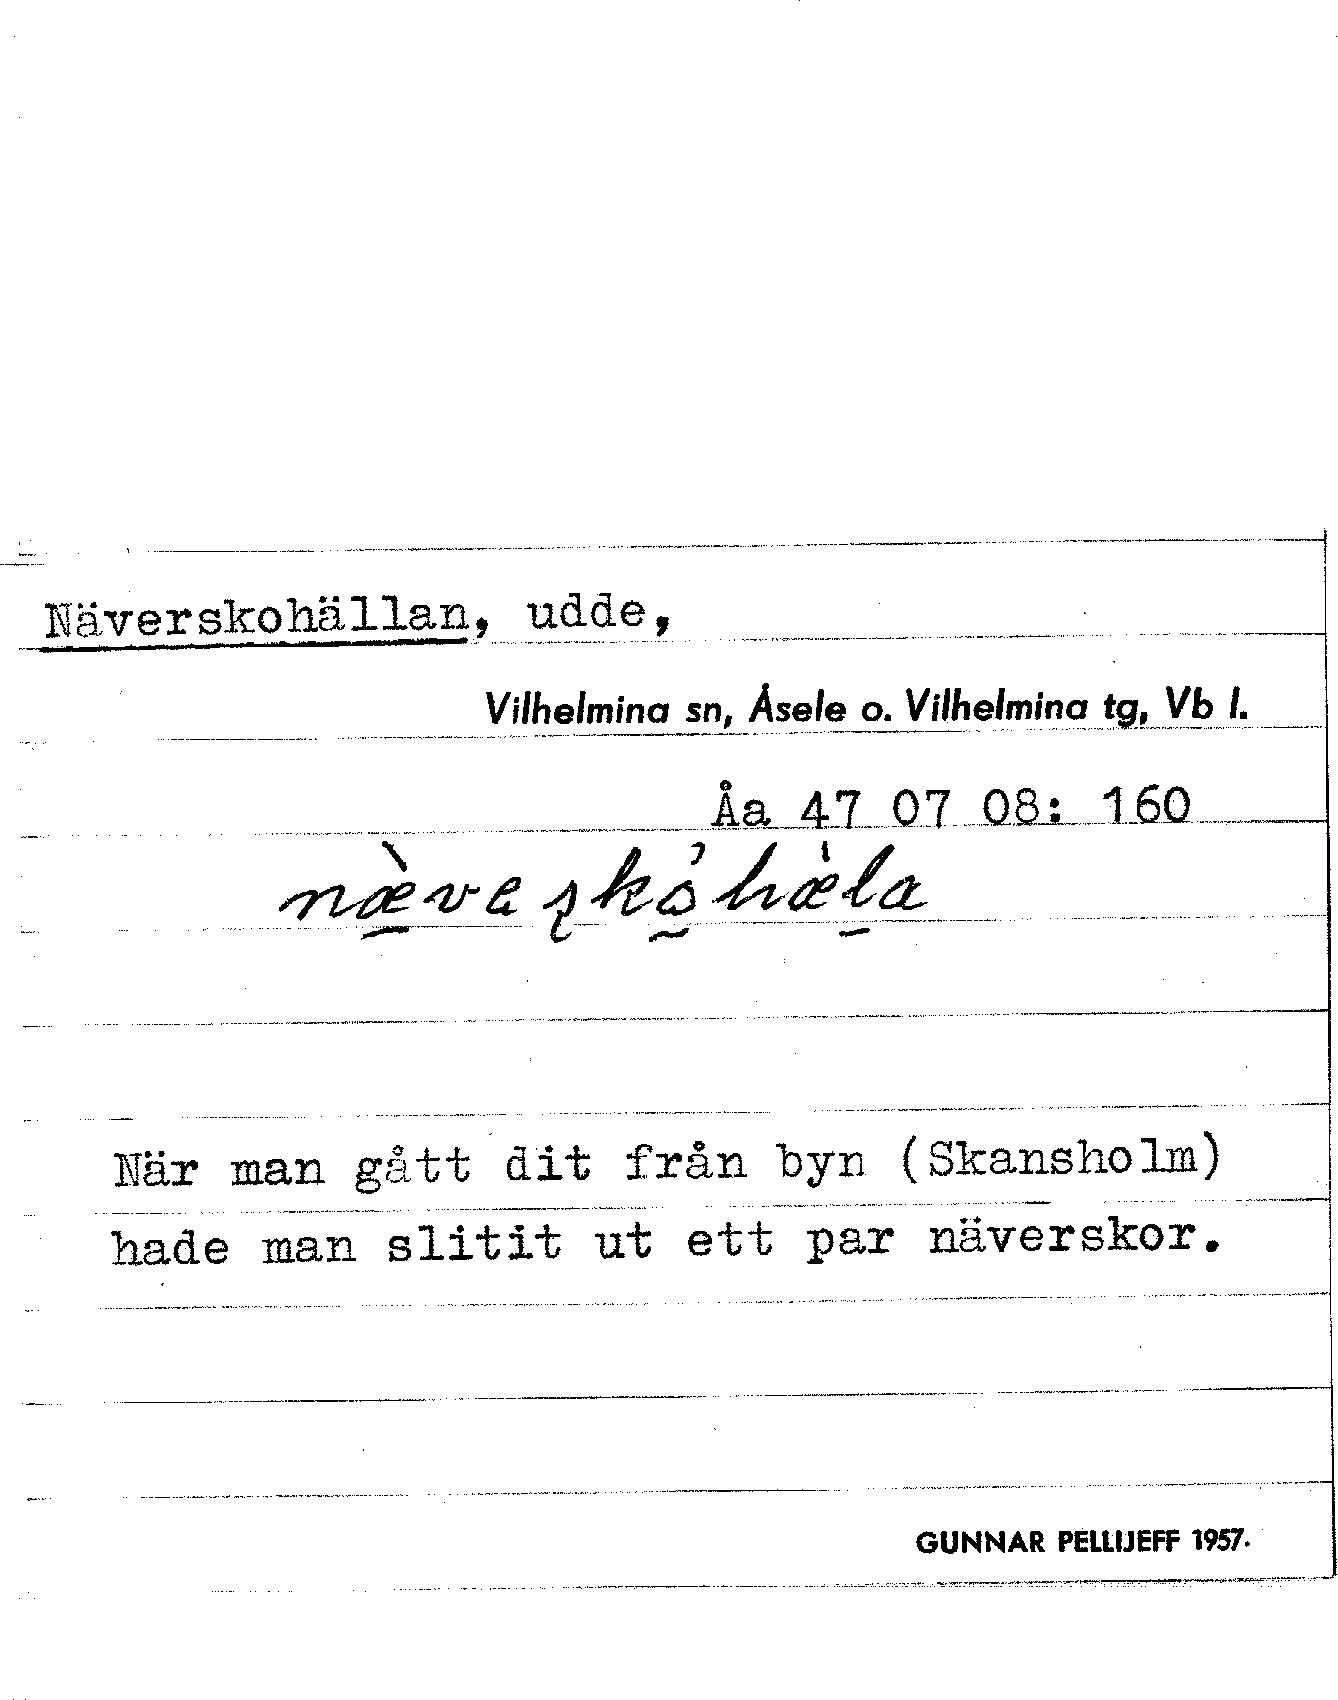 Näverskohällan, udde,
Vilhelmina sn, Åsele o. Vilhelmina tg, Vb l.
Åa 47 07 08: 160
När man gått dit från byn (Skansholm)
hade man slitit ut ett par näverskor.
GUNNAR PELLIJEFF 1957.